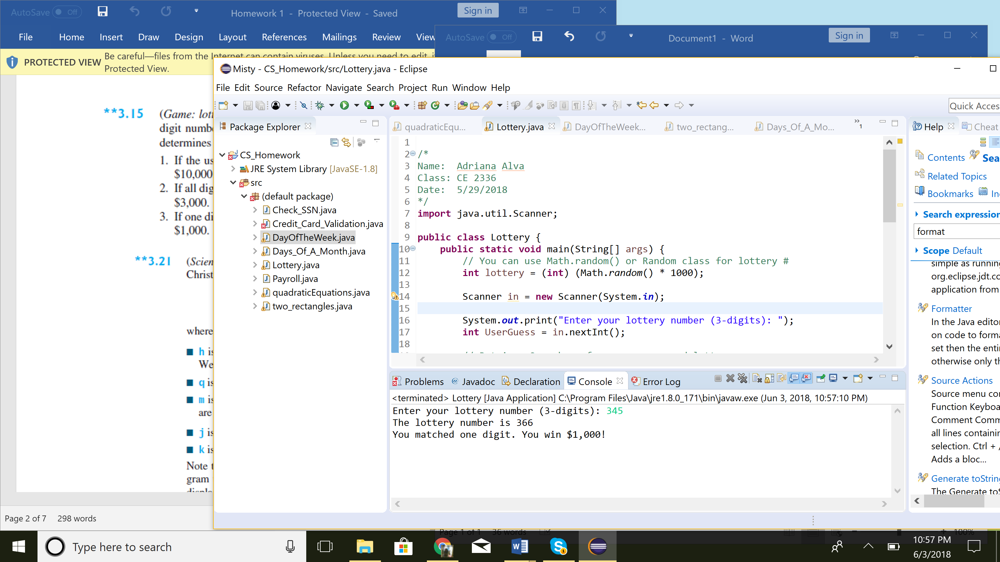 AutoSave Off Homework 1 - Protected View - Saved Sign in
File Home Insert Draw Design Layout References Mailings Review View
PROTECTED VIEW Be careful—files from the Internet can contain viruses. Unless you need to edit, i
Protected View.
**3.15 (Game: lott
digit numbe
determines
1. If the us
$10,000
2. If all dig
$3,000.
3. If one di
$1,000.
**3.21 (Scien
Christ
where
h is
We
q is
m is
are
j is
k is
Note t
gram
displa
Page 2 of 7 298 words
AutoSave Off Document1 - Word Sign in
Misty - CS_Homework/src/Lottery.java - Eclipse
File Edit Source Refactor Navigate Search Project Run Window Help
Quick Acces
Package Explorer
CS_Homework
JRE System Library [JavaSE-1.8]
src
(default package)
Check_SSN.java
Credit_Card_Validation.java
DayOfTheWeek.java
Days_Of_A_Month.java
Lottery.java
Payroll.java
quadraticEquations.java
two_rectangles.java
quadraticEqu... Lottery.java DayOfTheWeek... two_rectang... Days_Of_A_Mo... »1
1
2 /*
3 Name: Adriana Alva
4 Class: CE 2336
5 Date: 5/29/2018
6 */
7 import java.util.Scanner;
8
9 public class Lottery {
10 public static void main(String[] args) {
11 // You can use Math.random() or Random class for lottery #
12 int lottery = (int) (Math.random() * 1000);
13
14 Scanner in = new Scanner(System.in);
15
16 System.out.print("Enter your lottery number (3-digits): ");
17 int UserGuess = in.nextInt();
18
Problems @ Javadoc Declaration Console Error Log
<terminated> Lottery [Java Application] C:\Program Files\Java\jre1.8.0_171\bin\javaw.exe (Jun 3, 2018, 10:57:10 PM)
Enter your lottery number (3-digits): 345
The lottery number is 366
You matched one digit. You win $1,000!
Help Cheat
Contents Sea
Related Topics
Bookmarks In
Search expression
format
Scope Default
simple as running
org.eclipse.jdt.co
application from
Formatter
In the Java edito
on code to forma
set then the enti
otherwise only th
Source Actions
Source menu con
Function Keyboa
Comment Comm
all lines containin
selection. Ctrl + /
Adds a bloc...
Generate toString
The Generate toS
Page 1 of 1 36 words 100%
Type here to search
1
10:57 PM
6/3/2018